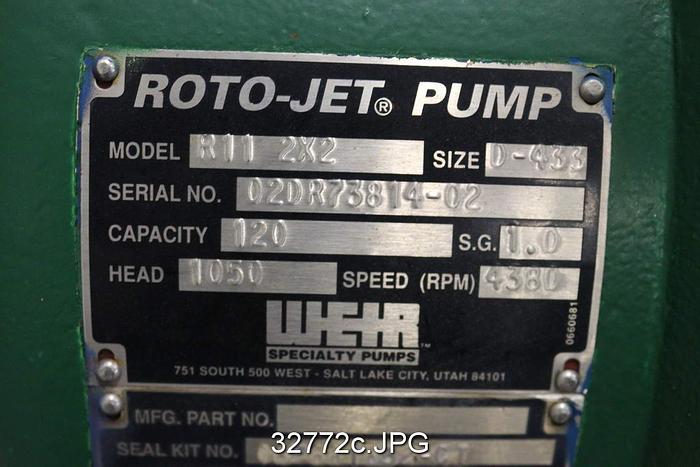 ROTO-JET® PUMP
MODEL R11 2X2 SIZE D-433
SERIAL NO. 02DR73814-02
CAPACITY 120 S.G. 1.0
HEAD 1050 SPEED (RPM) 4380
WEIR™
SPECIALTY PUMPS
0660681
751 SOUTH 500 WEST - SALT LAKE CITY, UTAH 84101
MFG. PART NO.
SEAL KIT NO.
32772c.JPG